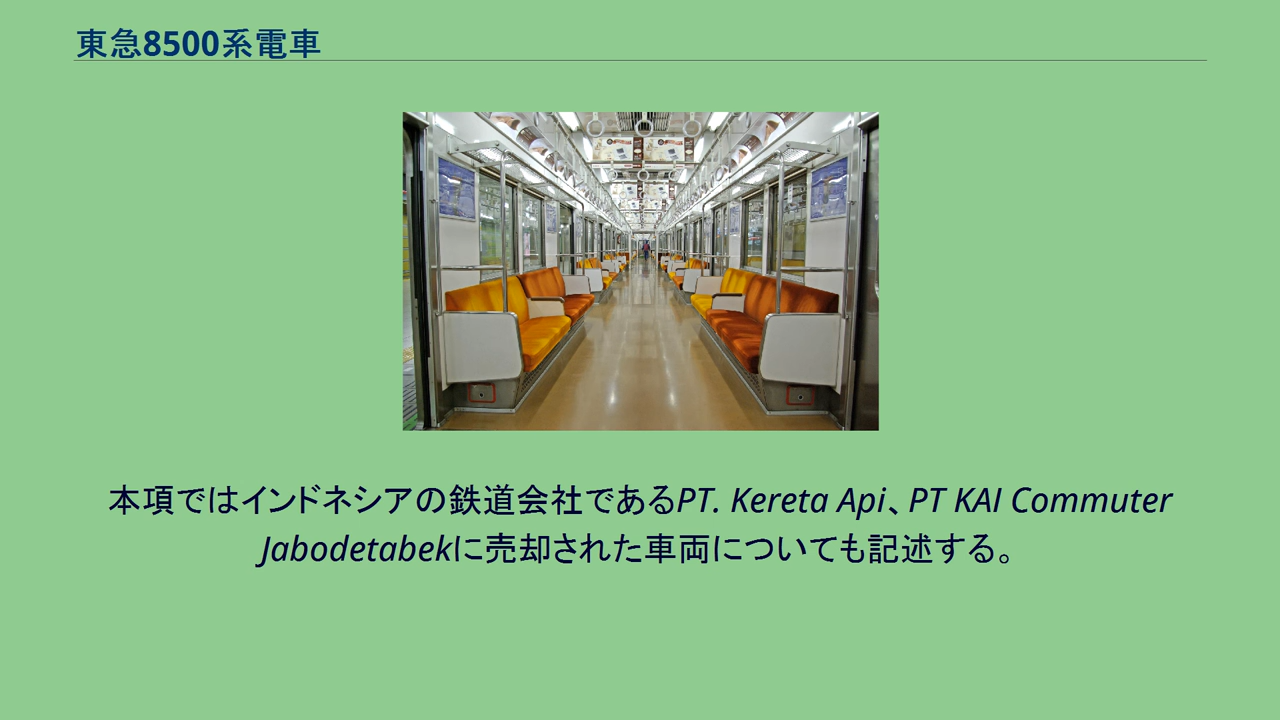 東急8500系電車
本項ではインドネシアの鉄道会社であるPT. Kereta Api、PT KAI Commuter
Jabodetabekに売却された車両についても記述する。